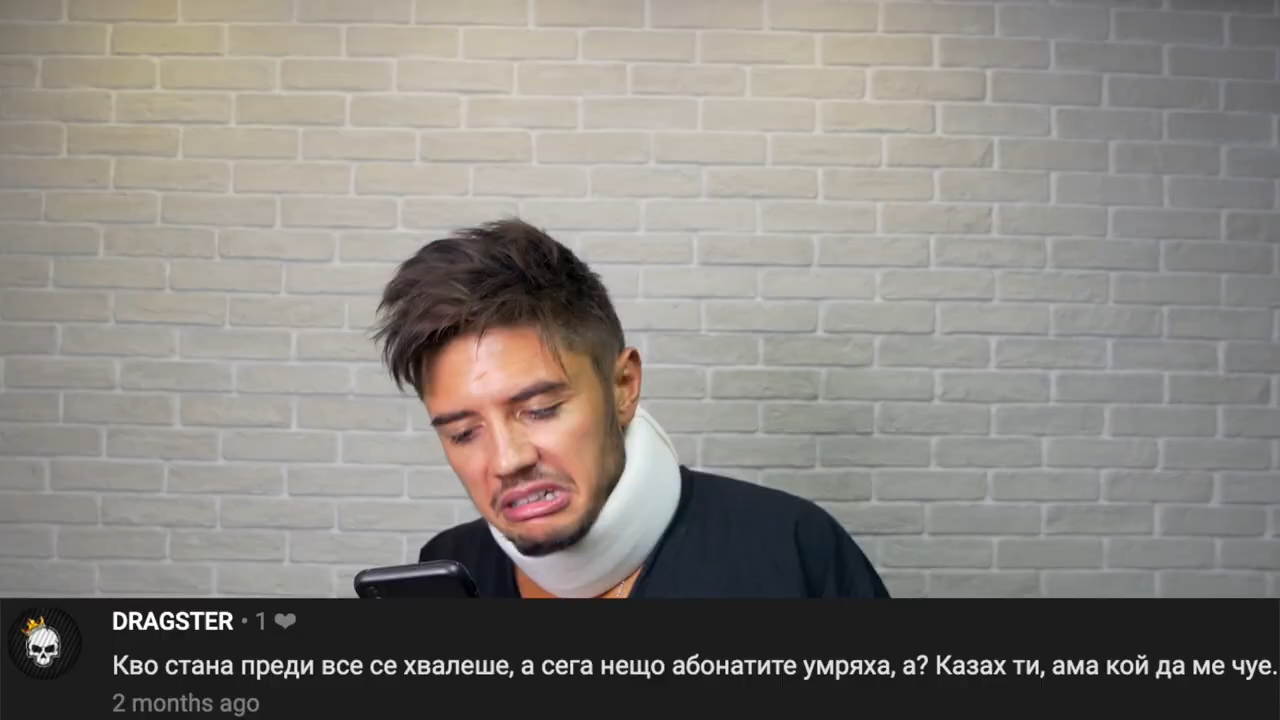 DRAGSTER • 1 ❤
Кво стана преди все се хвалеше, а сега нещо абонатите умряха, а? Казах ти, ама кой да ме чуе.
2 months ago